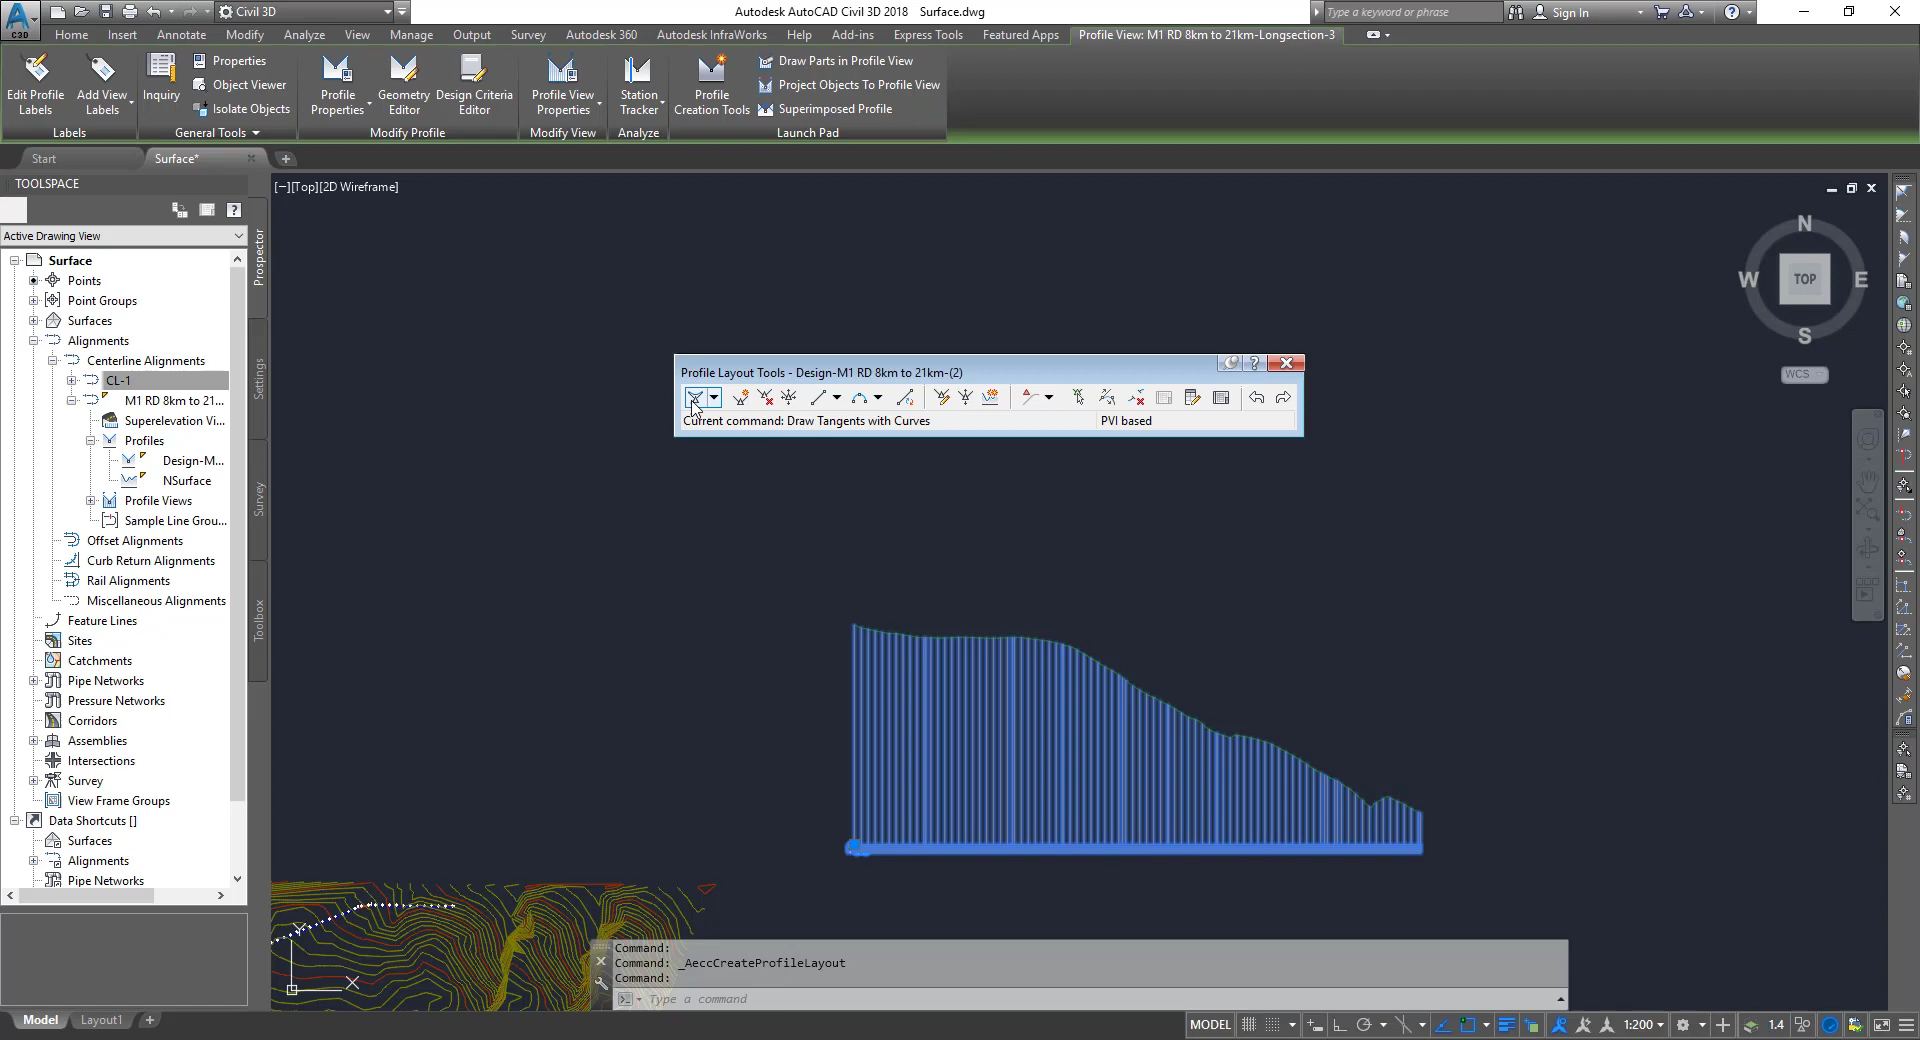 Civil 3D
Autodesk AutoCAD Civil 3D 2018 Surface.dwg
Type a keyword or phrase
Sign In
C3D
Home Insert Annotate Analyze View Manage Output Survey Autodesk 360 Autodesk InfraWorks Help Add-ins Express Tools Featured Apps Profile View: M1 RD 8km to 21km-Longsection-3
Edit Profile Labels
Add View Labels
Labels
Inquiry
Properties
Object Viewer
Isolate Objects
General Tools
Profile Properties
Geometry Editor
Design Criteria Editor
Modify Profile
Profile View Properties
Modify View
Station Tracker
Analyze
Profile Creation Tools
Draw Parts in Profile View
Project Objects To Profile View
Superimposed Profile
Launch Pad
Start
Surface*
TOOLSPACE
Active Drawing View
Surface
Points
Point Groups
Surfaces
Alignments
Centerline Alignments
CL-1
M1 RD 8km to 21...
Superelevation Vi...
Profiles
Design-M...
NSurface
Profile Views
Sample Line Grou...
Offset Alignments
Curb Return Alignments
Rail Alignments
Miscellaneous Alignments
Feature Lines
Sites
Catchments
Pipe Networks
Pressure Networks
Corridors
Assemblies
Intersections
Survey
View Frame Groups
Data Shortcuts []
Surfaces
Alignments
Pipe Networks
Prospector
Settings
Survey
Toolbox
[−][Top][2D Wireframe]
N
W TOP E
S
WCS
Profile Layout Tools - Design-M1 RD 8km to 21km-(2)
Current command: Draw Tangents with Curves
PVI based
Y
X
Command:
Command: _AeccCreateProfileLayout
Command:
Type a command
Model Layout1
MODEL
1:200
1.4